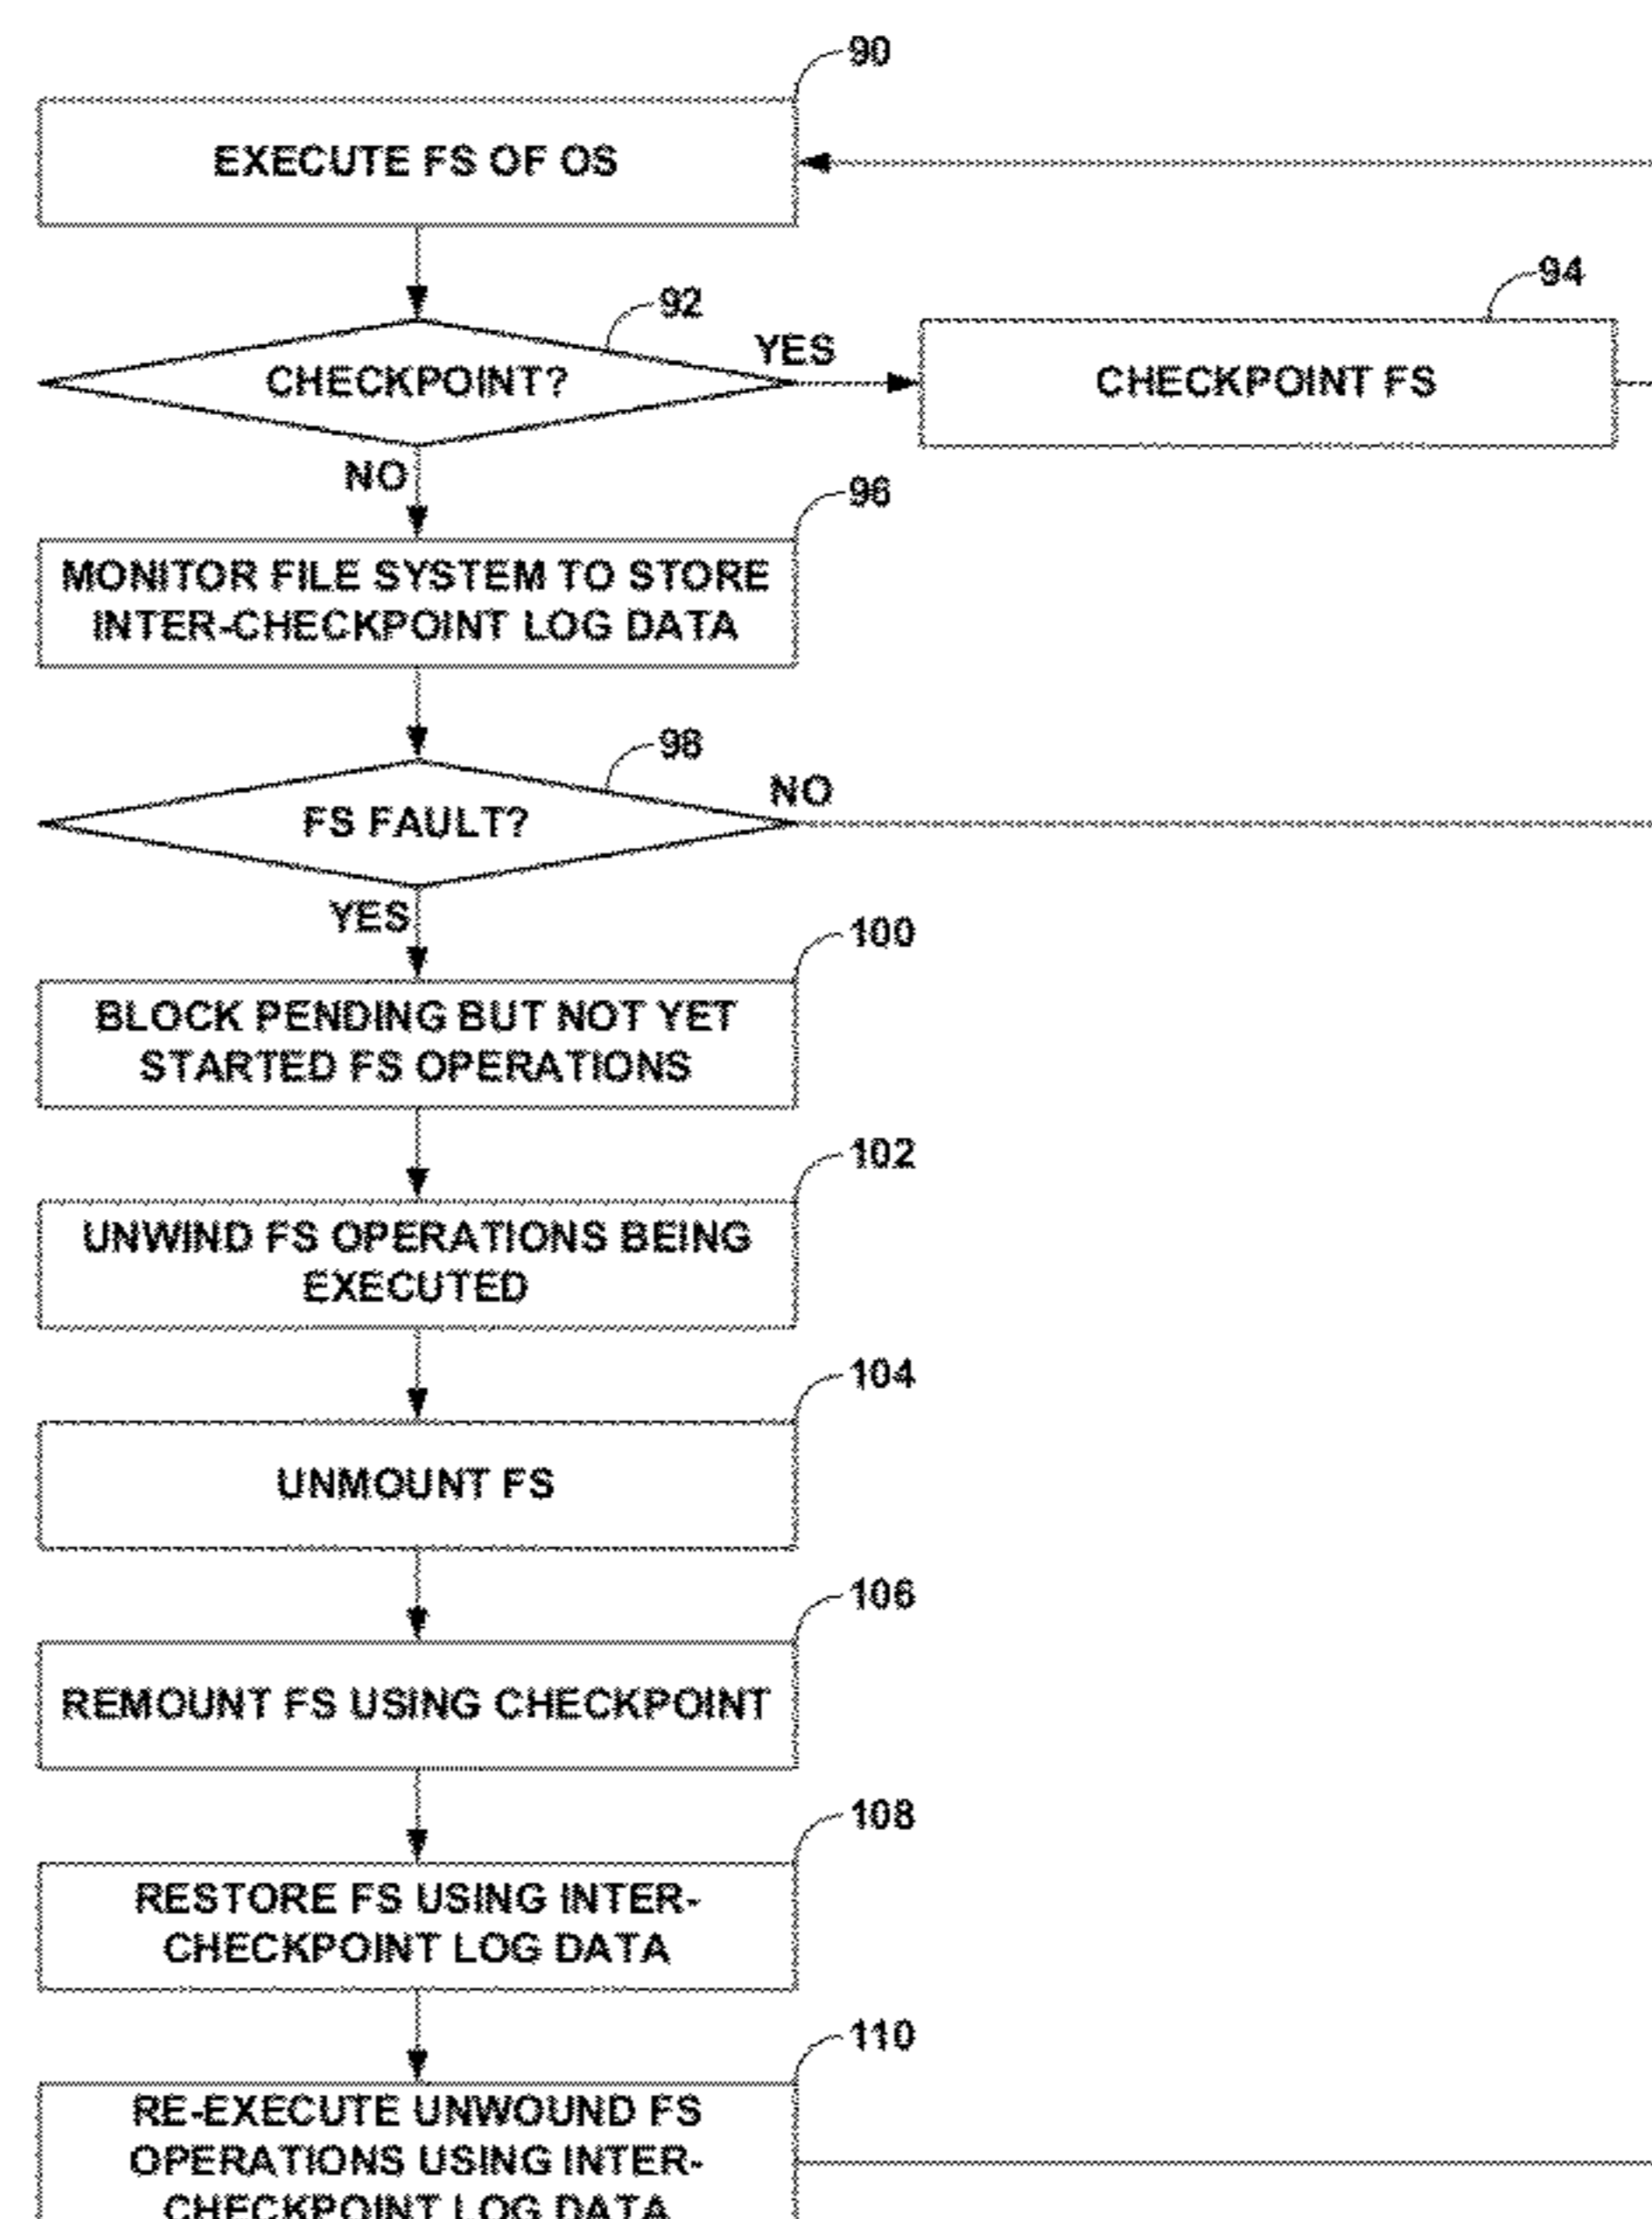 90
EXECUTE FS OF OS
94
92
YES
CHECKPOINT?
CHECKPOINT FS
NO
96
MONITOR FILE SYSTEM TO STORE
INTER-CHECKPOINT LOG DATA
98
NO
FS FAULT?
YES
100
BLOCK PENDING BUT NOT YET
STARTED FS OPERATIONS
102
UNWIND FS OPERATIONS BEING
EXECUTED
104
UNMOUNT FS
106
REMOUNT FS USING CHECKPOINT
108
RESTORE FS USING INTER-
CHECKPOINT LOG DATA
110
RE-EXECUTE UNWOUND FS
OPERATIONS USING INTER-
CHECKPOINT LOG DATA